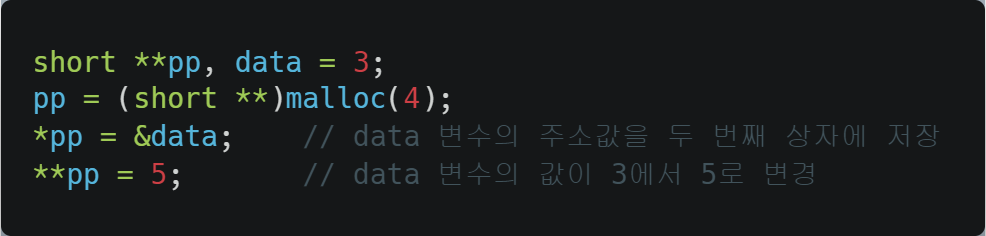 short **pp, data = 3;
pp = (short **)malloc(4);
*pp = &data;    // data 변수의 주소값을 두 번째 상자에 저장
**pp = 5;       // data 변수의 값이 3에서 5로 변경